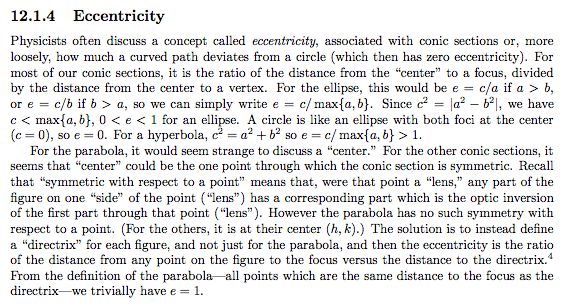 12.1.4 Eccentricity
Physicists often discuss a concept called eccentricity, associated with conic sections or, more
loosely, how much a curved path deviates from a circle (which then has zero eccentricity). For
most of our conic sections, it is the ratio of the distance from the “center” to a focus, divided
by the distance from the center to a vertex. For the ellipse, this would be e = c/a if a > b,
or e = c/b if b > a, so we can simply write e = c/ max{a, b}. Since c² = |a² − b²|, we have
c < max{a, b}, 0 < e < 1 for an ellipse. A circle is like an ellipse with both foci at the center
(c = 0), so e = 0. For a hyperbola, c² = a² + b² so e = c/ max{a, b} > 1.
For the parabola, it would seem strange to discuss a “center.” For the other conic sections, it
seems that “center” could be the one point through which the conic section is symmetric. Recall
that “symmetric with respect to a point” means that, were that point a “lens,” any part of the
figure on one “side” of the point (“lens”) has a corresponding part which is the optic inversion
of the first part through that point (“lens”). However the parabola has no such symmetry with
respect to a point. (For the others, it is at their center (h, k).) The solution is to instead define
a “directrix” for each figure, and not just for the parabola, and then the eccentricity is the ratio
of the distance from any point on the figure to the focus versus the distance to the directrix.⁴
From the definition of the parabola—all points which are the same distance to the focus as the
directrix—we trivially have e = 1.